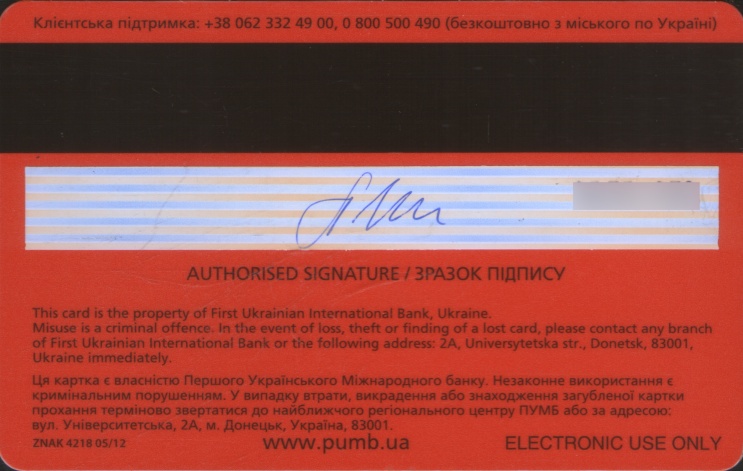 Клієнтська підтримка: +38 062 332 49 00, 0 800 500 490 (безкоштовно з міського по Україні)
AUTHORISED SIGNATURE / ЗРАЗОК ПІДПИСУ
This card is the property of First Ukrainian International Bank, Ukraine.
Misuse is a criminal offence. In the event of loss, theft or finding of a lost card, please contact any branch
of First Ukrainian International Bank or the following address: 2A, Universytetska str., Donetsk, 83001,
Ukraine immediately.
Ця картка є власністю Першого Українського Міжнародного банку. Незаконне використання є
кримінальним порушенням. У випадку втрати, викрадення або знаходження загубленої картки
прохання терміново звертатися до найближчого регіонального центру ПУМБ або за адресою:
вул. Університетська, 2А, м. Донецьк, Україна, 83001.
ZNAK 4218 05/12 www.pumb.ua ELECTRONIC USE ONLY